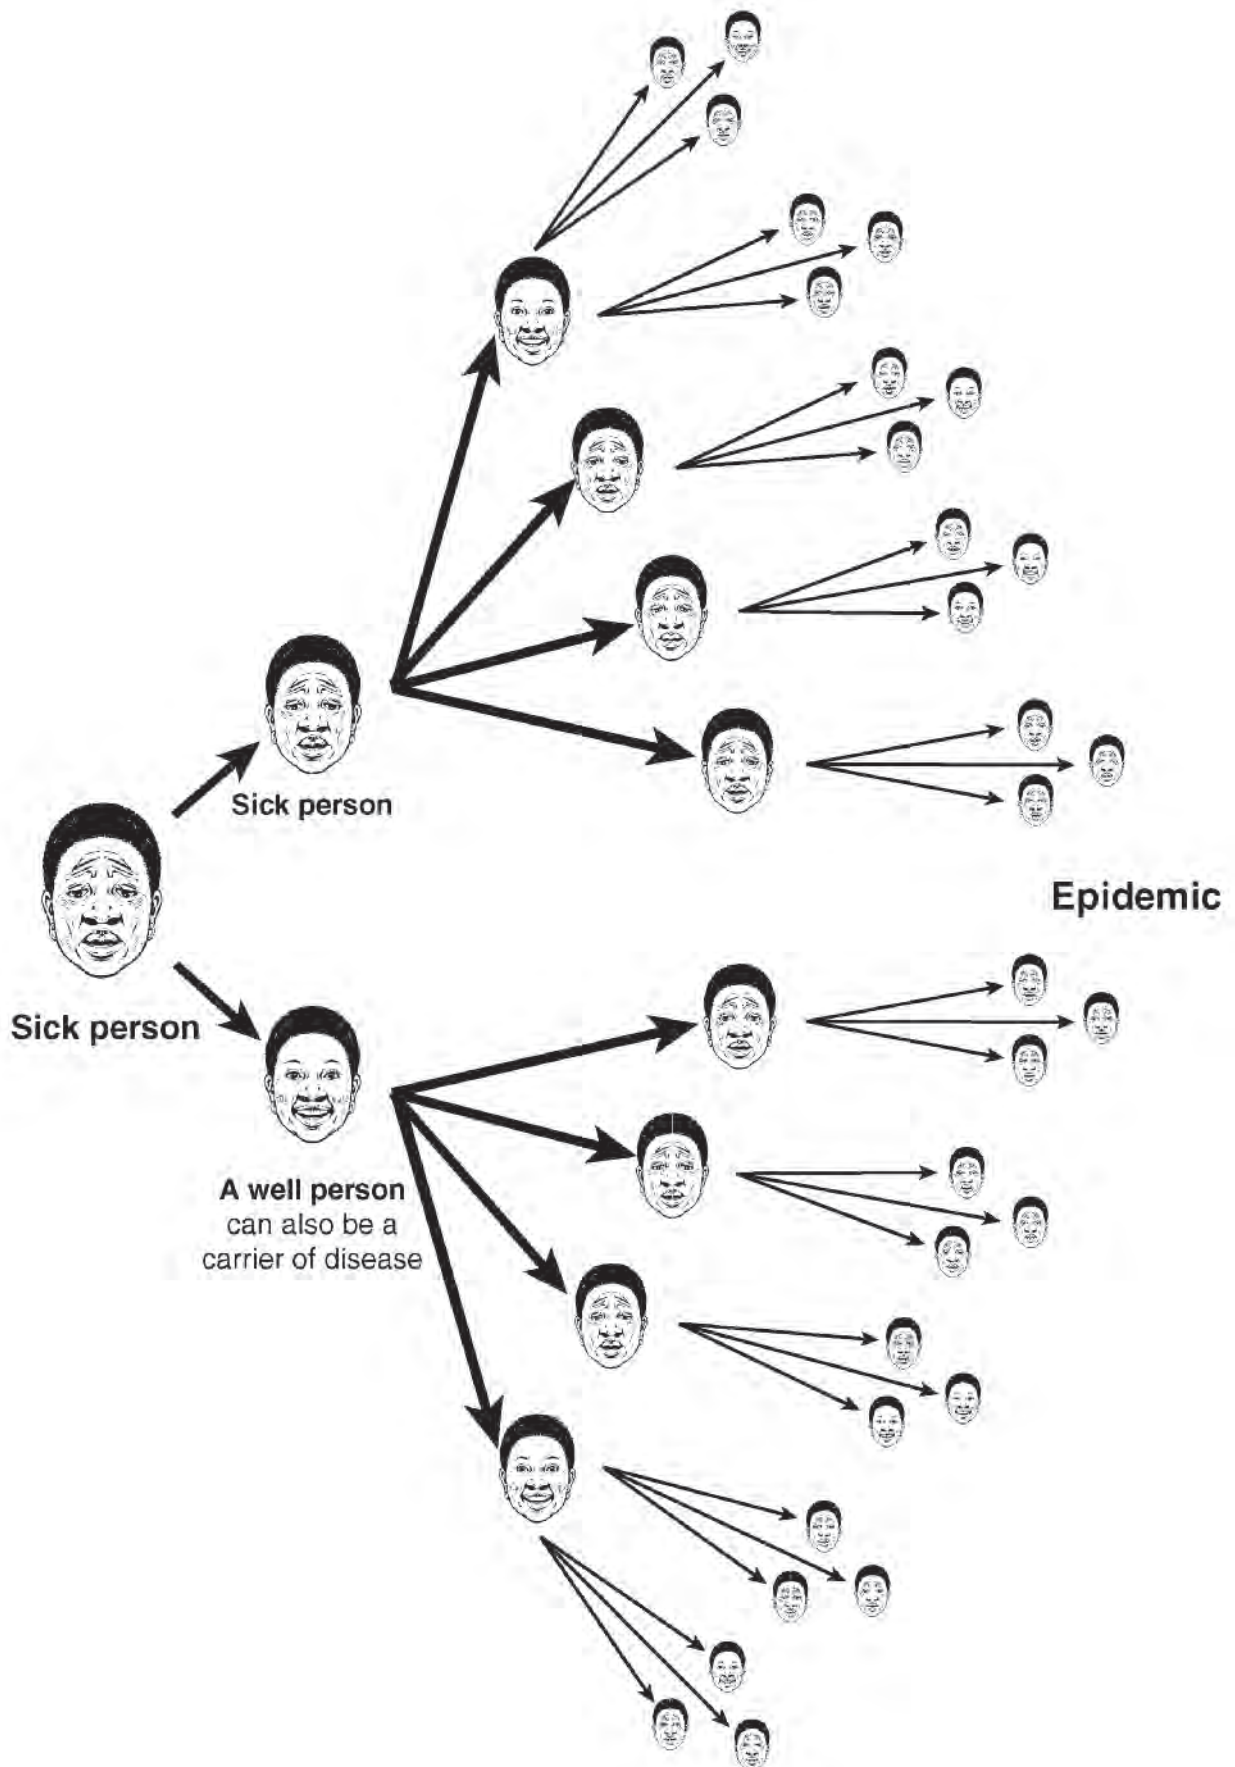 Sick person
Epidemic
Sick person
A well person
can also be a
carrier of disease